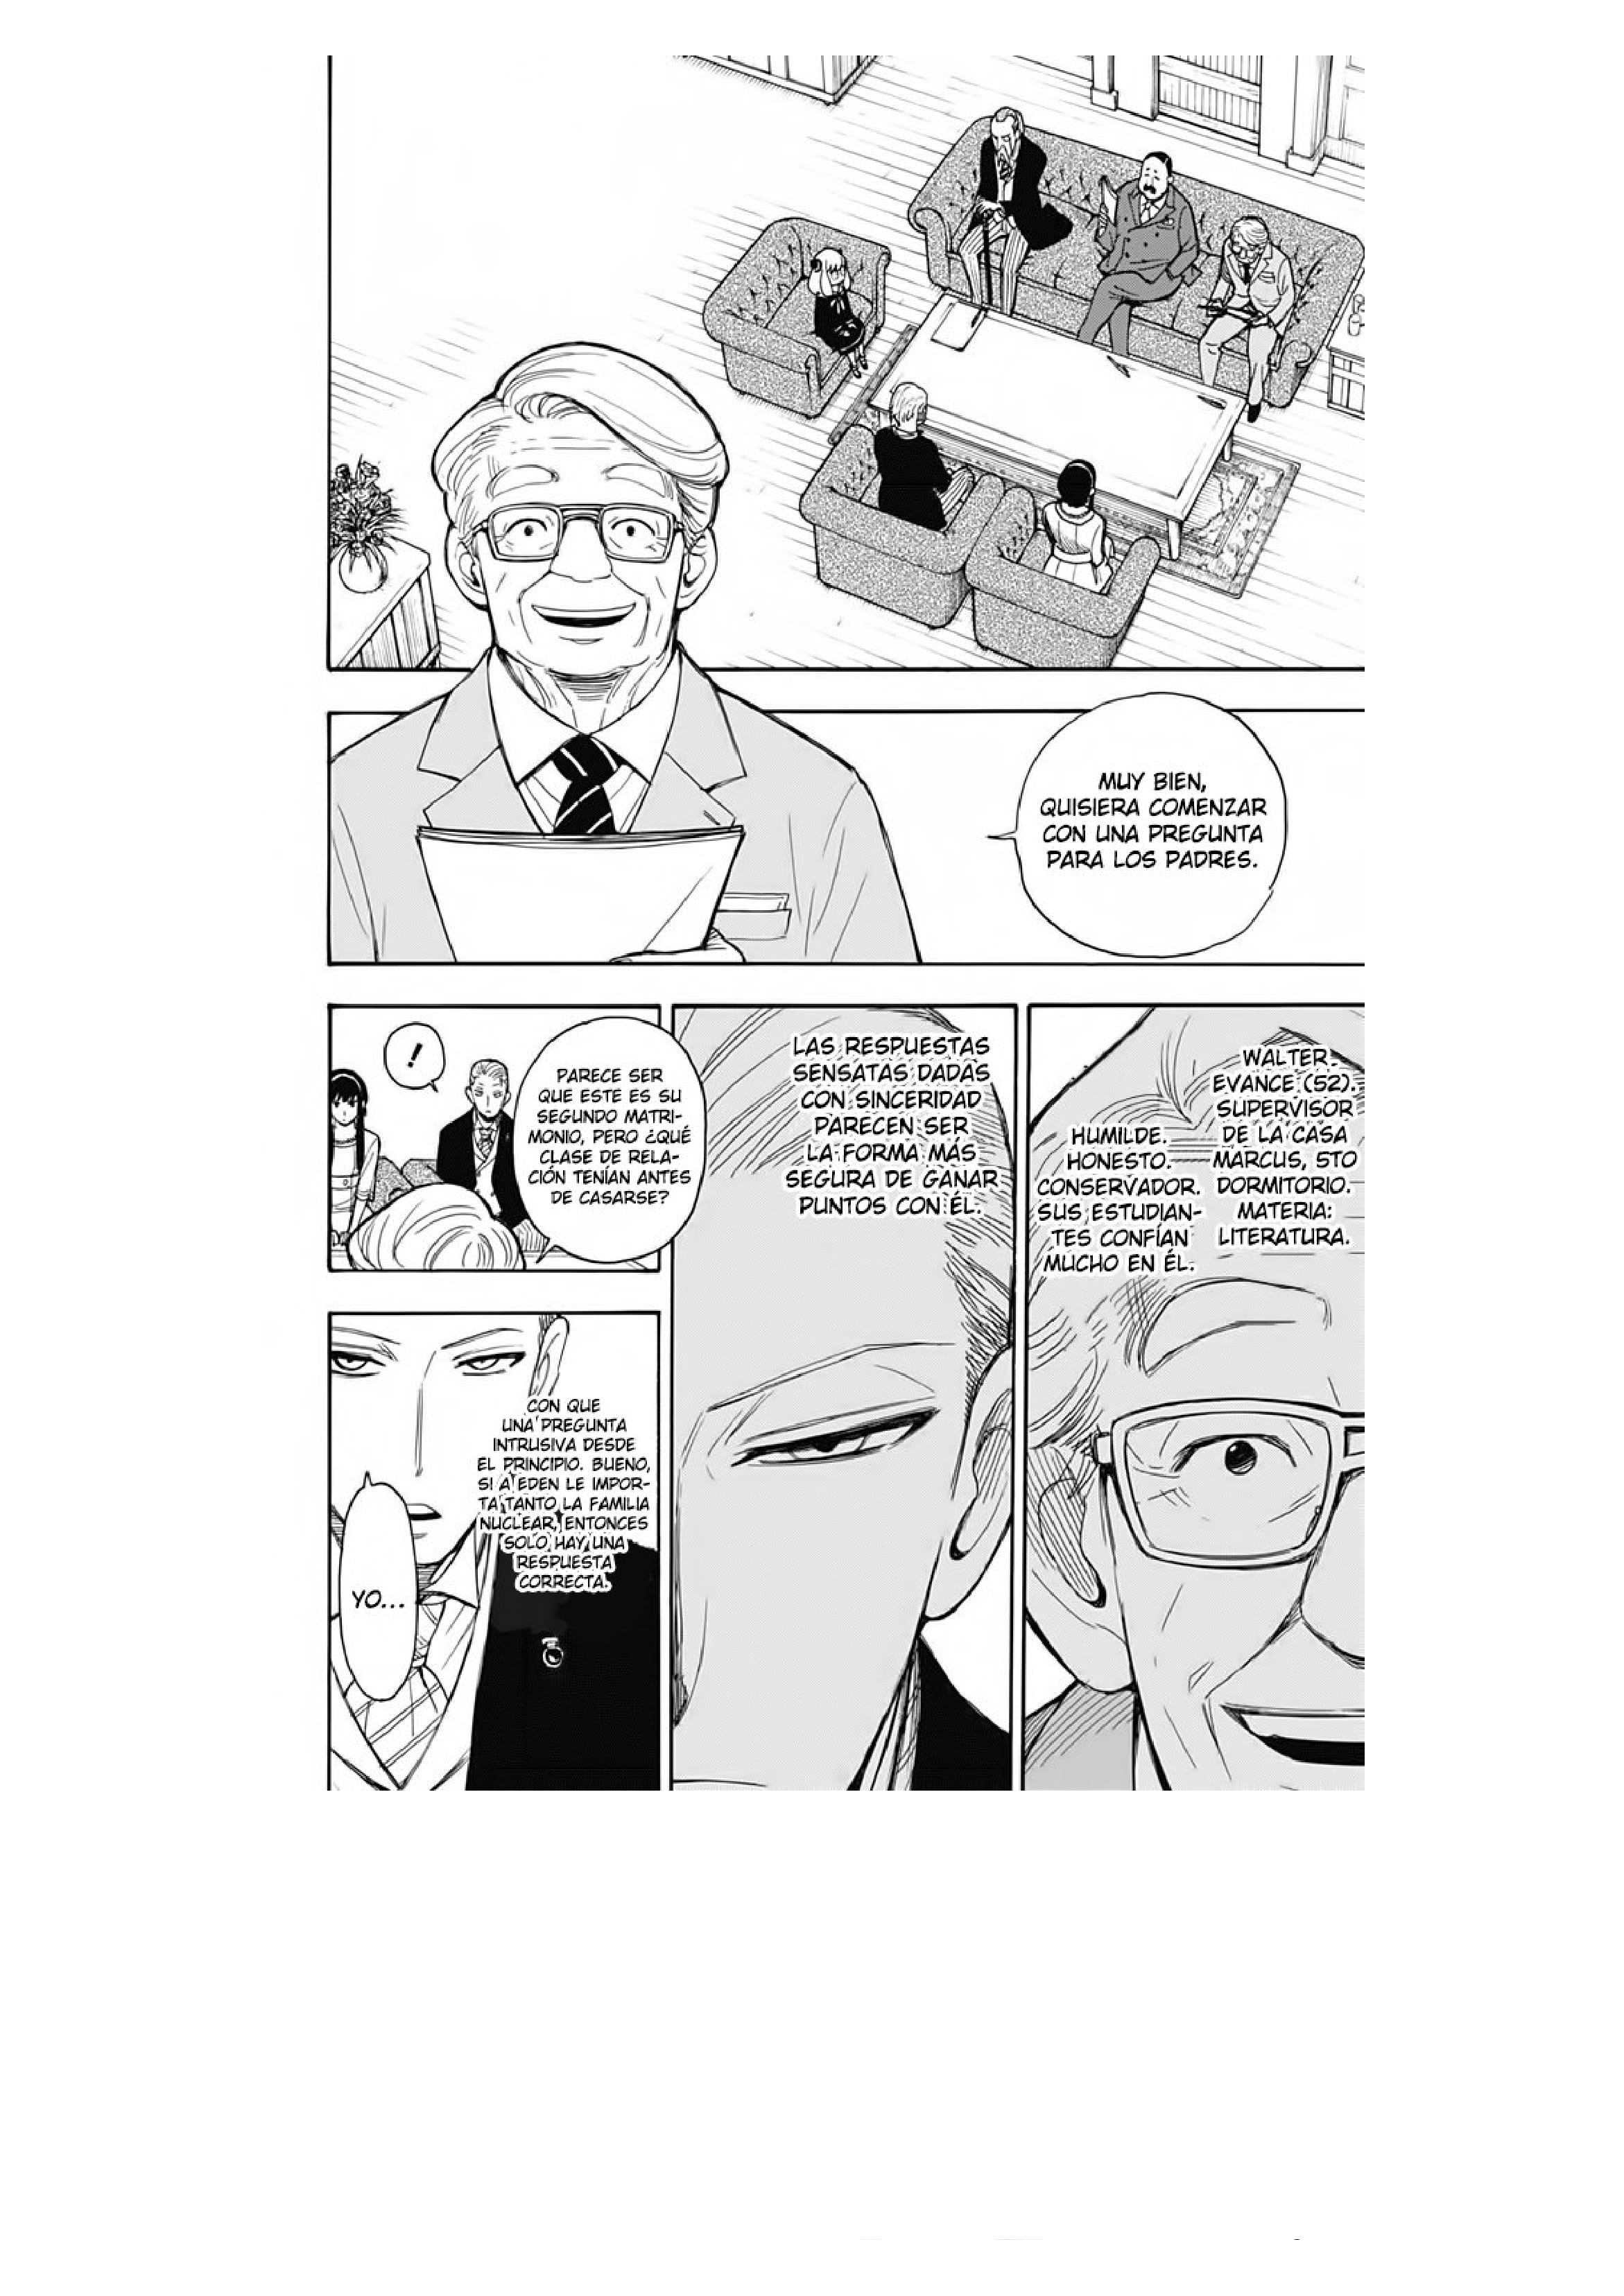 MUY BIEN,
QUISIERA COMENZAR
CON UNA PREGUNTA
PARA LOS PADRES.
WALTER
EVANCE (52).
SUPERVISOR
DE LA CASA
MARCUS, 5TO
DORMITORIO.
MATERIA:
LITERATURA.
HUMILDE.
HONESTO.
CONSERVADOR.
SUS ESTUDIAN-
TES CONFÍAN
MUCHO EN ÉL.
LAS RESPUESTAS
SENSATAS DADAS
CON SINCERIDAD
PARECEN SER
LA FORMA MÁS
SEGURA DE GANAR
PUNTOS CON ÉL.
PARECE SER
QUE ESTE ES SU
SEGUNDO MATRI-
MONIO, PERO ¿QUÉ
CLASE DE RELA-
CIÓN TENÍAN ANTES
DE CASARSE?
!
CON QUE
UNA PREGUNTA
INTRUSIVA DESDE
EL PRINCIPIO. BUENO,
SI A EDEN LE IMPOR-
TA TANTO LA FAMILIA
NUCLEAR, ENTONCES
SOLO HAY UNA
RESPUESTA
CORRECTA.
YO...